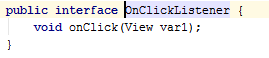 public interface OnClickListener {
    void onClick(View var1);
}